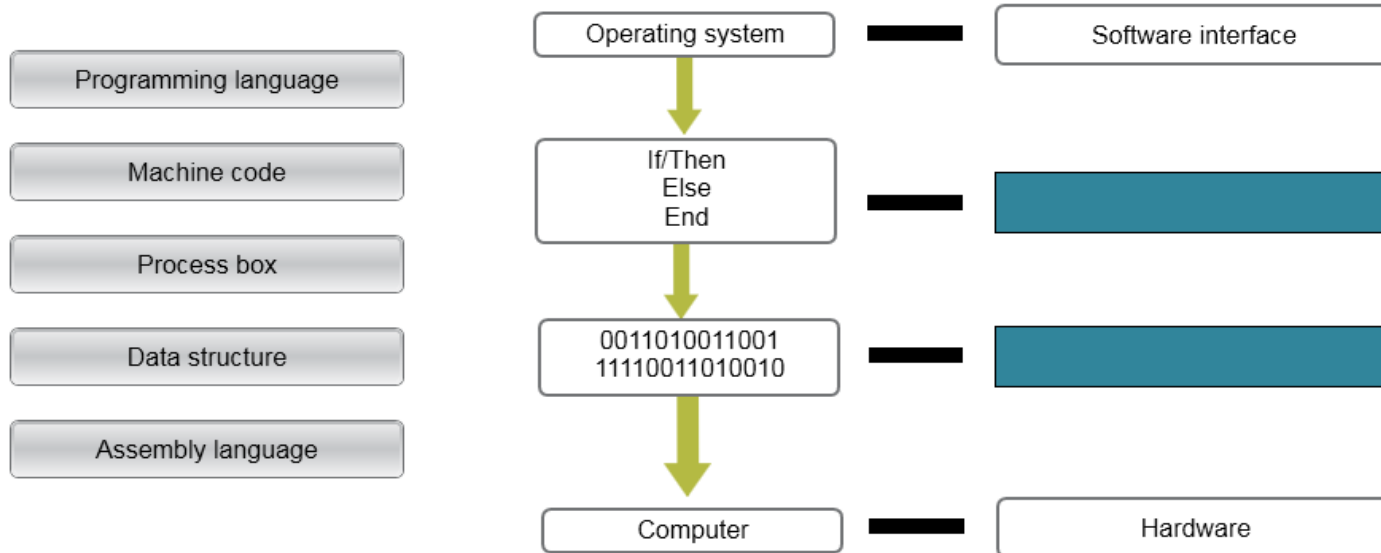 Programming language
Machine code
Process box
Data structure
Assembly language
Operating system
Software interface
If/Then
Else
End
0011010011001
11110011010010
Computer
Hardware